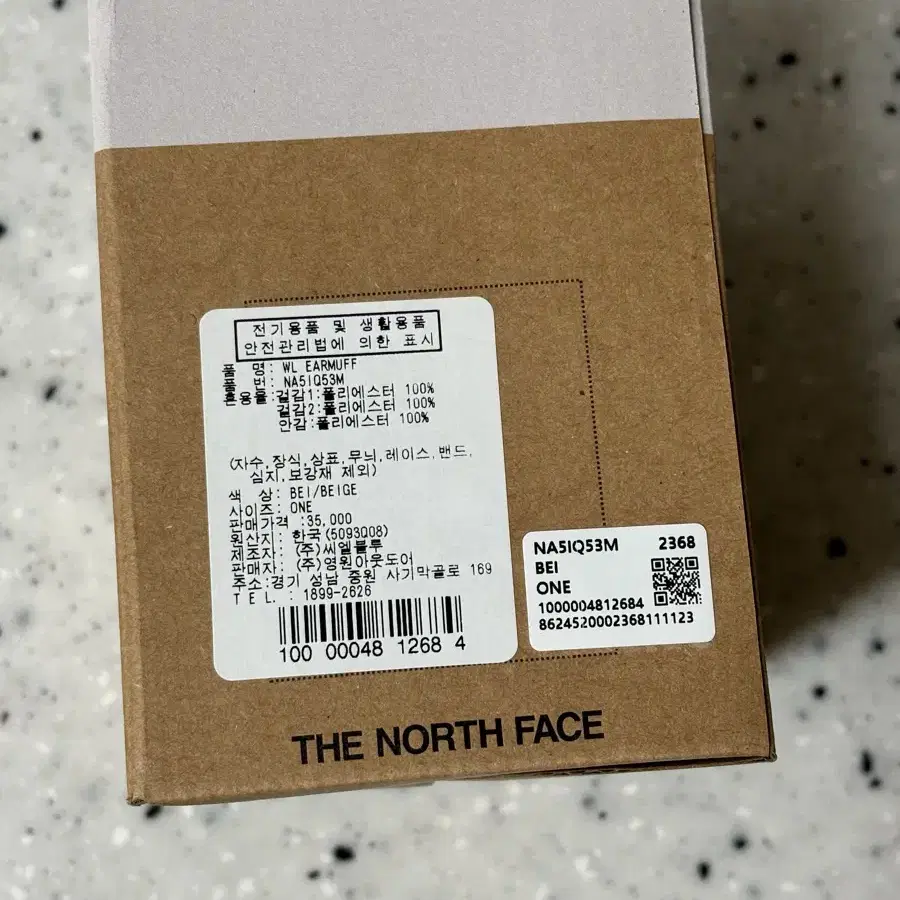 전기용품 및 생활용품
안전관리법에 의한 표시
품 명: WL EARMUFF
품 번: NA5IQ53M
혼용률:겉감1:폴리에스터 100%
겉감2:폴리에스터 100%
안감:폴리에스터 100%
(자수,장식,상표,무늬,레이스,밴드,
심지,보강재 제외)
색 상: BEI/BEIGE
사이즈: ONE
판매가격 :35,000
원산지: 한국(5093Q08)
제조자: (주)씨엘블루
판매자: (주)영원아웃도어
주소:경기 성남 중원 사기막골로 169
TEL. : 1899-2626
100 00048 1268 4
NA5IQ53M 2368
BEI
ONE
1000004812684
8624520002368111123
THE NORTH FACE